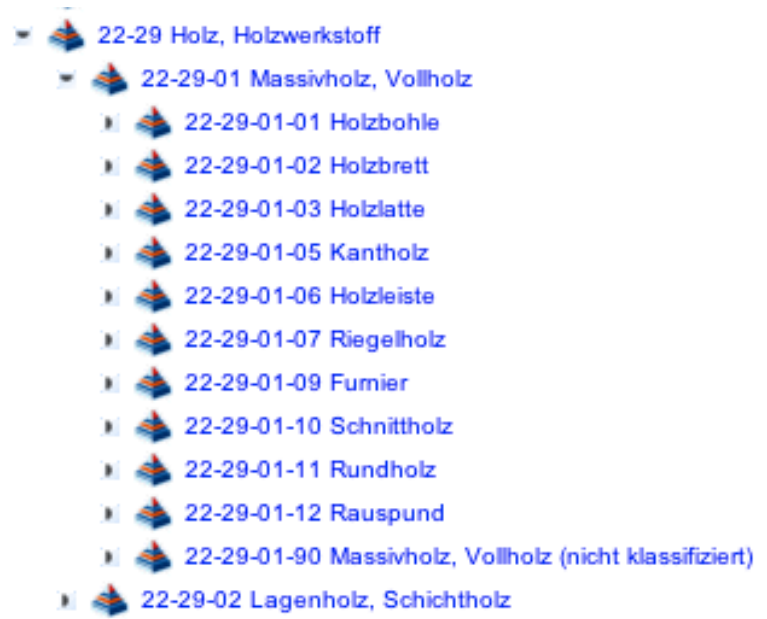 22-29 Holz, Holzwerkstoff
22-29-01 Massivholz, Vollholz
22-29-01-01 Holzbohle
22-29-01-02 Holzbrett
22-29-01-03 Holzlatte
22-29-01-05 Kantholz
22-29-01-06 Holzleiste
22-29-01-07 Riegelholz
22-29-01-09 Furnier
22-29-01-10 Schnittholz
22-29-01-11 Rundholz
22-29-01-12 Rauspund
22-29-01-90 Massivholz, Vollholz (nicht klassifiziert)
22-29-02 Lagenholz, Schichtholz